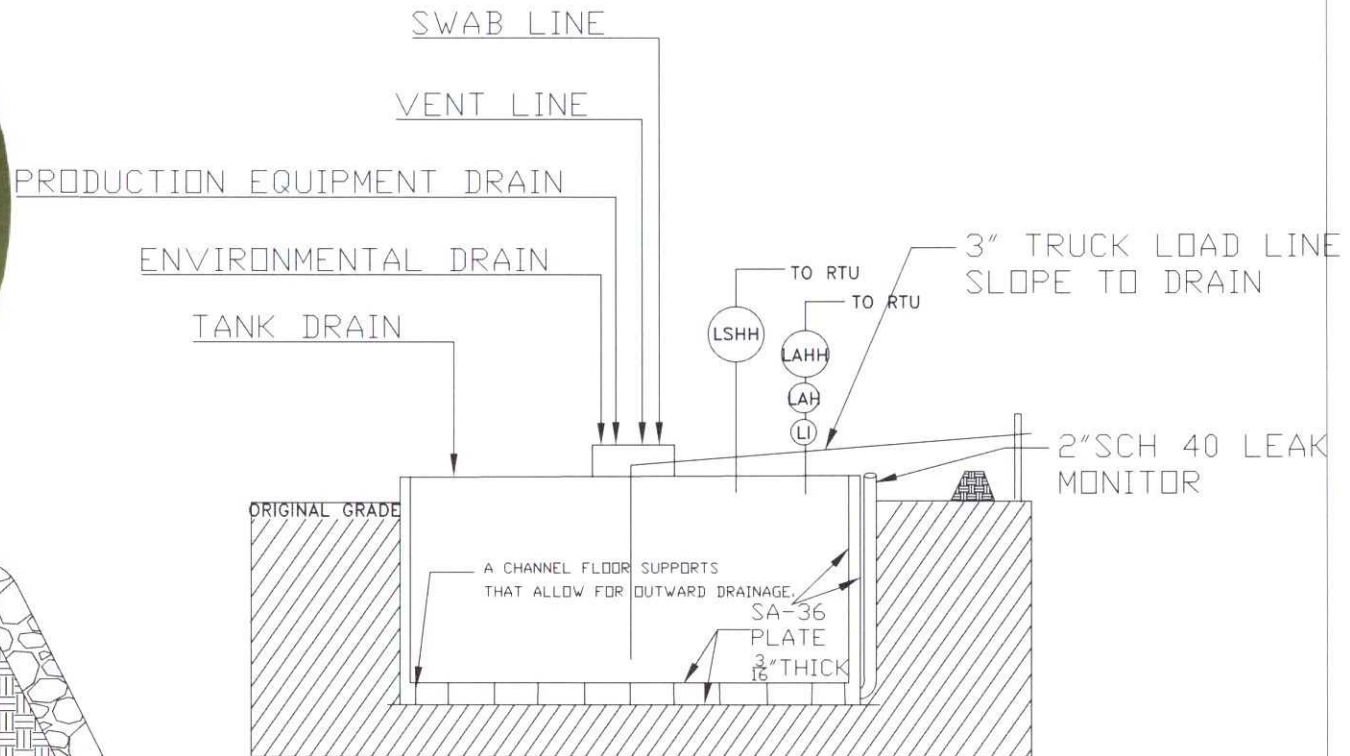 SWAB LINE
VENT LINE
PRODUCTION EQUIPMENT DRAIN
ENVIRONMENTAL DRAIN
TANK DRAIN
TO RTU
TO RTU
3" TRUCK LOAD LINE
SLOPE TO DRAIN
LSHH
LAHH
LAH
LI
2"SCH 40 LEAK
MONITOR
ORIGINAL GRADE
A CHANNEL FLOOR SUPPORTS
THAT ALLOW FOR OUTWARD DRAINAGE.
SA-36
PLATE
3/16" THICK